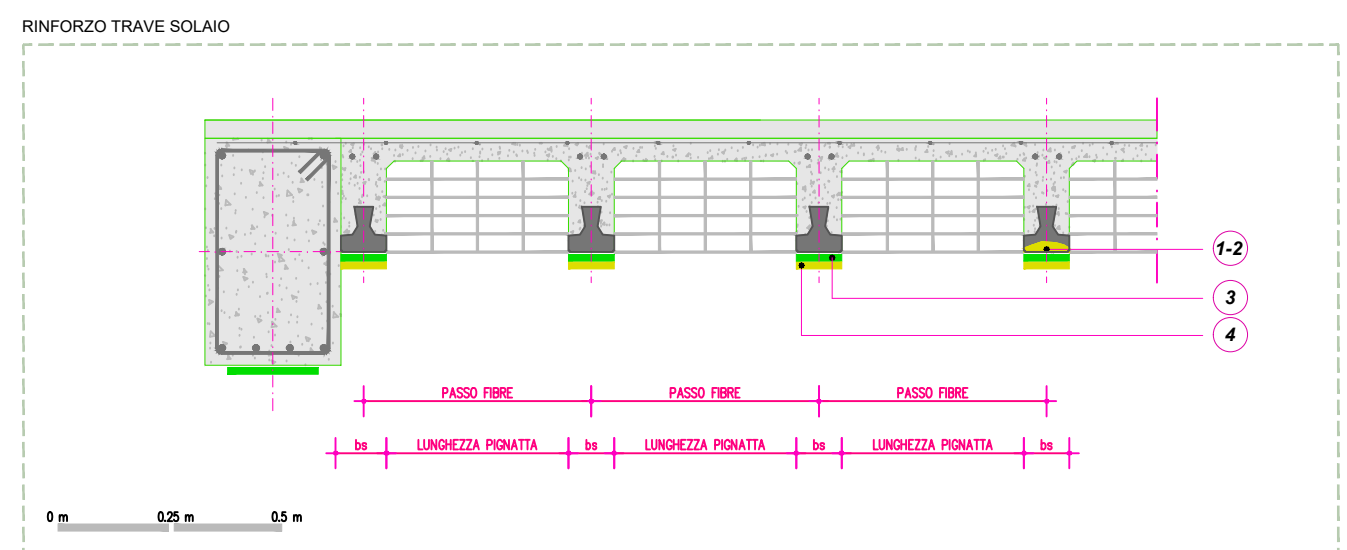 RINFORZO TRAVE SOLAIO
1-2
3
4
PASSO FIBRE PASSO FIBRE PASSO FIBRE
bs LUNGHEZZA PIGNATTA bs LUNGHEZZA PIGNATTA bs LUNGHEZZA PIGNATTA bs
0 m 0.25 m 0.5 m